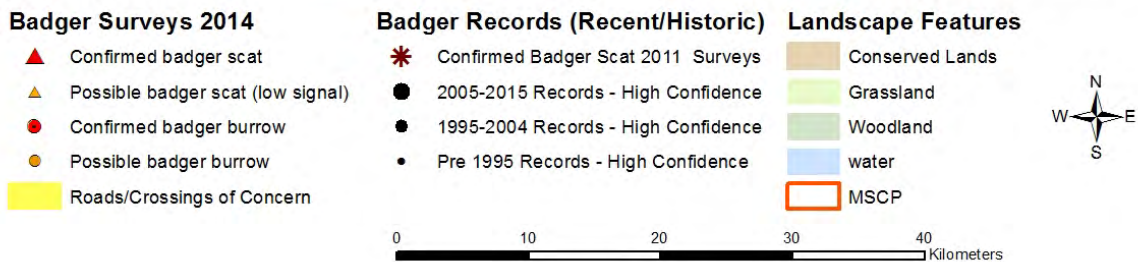 Badger Surveys 2014
Confirmed badger scat
Possible badger scat (low signal)
Confirmed badger burrow
Possible badger burrow
Roads/Crossings of Concern
Badger Records (Recent/Historic)
Confirmed Badger Scat 2011 Surveys
2005-2015 Records - High Confidence
1995-2004 Records - High Confidence
Pre 1995 Records - High Confidence
Landscape Features
Conserved Lands
Grassland
Woodland
water
MSCP
N
W E
S
0 10 20 30 40
Kilometers